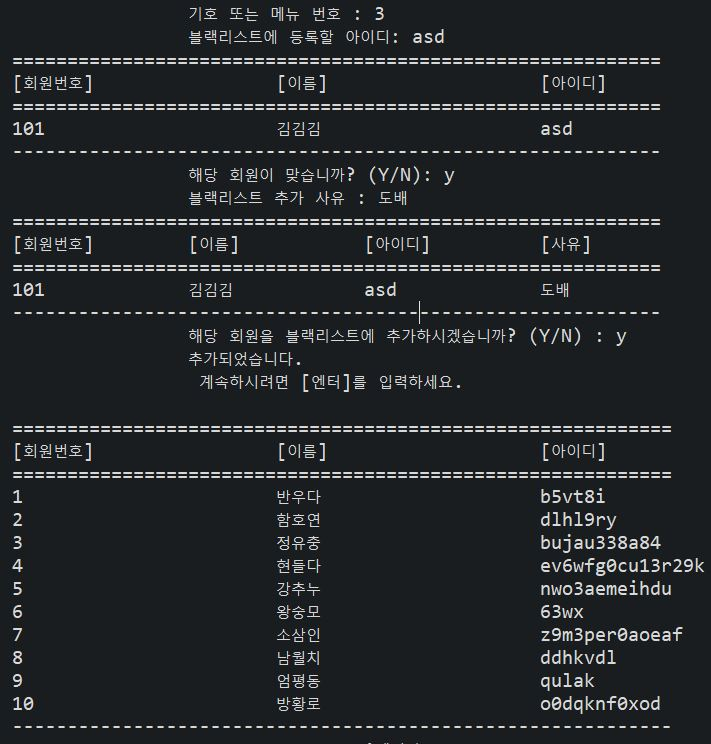 기호 또는 메뉴 번호 : 3
블랙리스트에 등록할 아이디: asd
===========================================================
[회원번호] [이름] [아이디]
===========================================================
101 김김김 asd
-----------------------------------------------------------
해당 회원이 맞습니까? (Y/N): y
블랙리스트 추가 사유 : 도배
===========================================================
[회원번호] [이름] [아이디] [사유]
===========================================================
101 김김김 asd 도배
-----------------------------------------------------------
해당 회원을 블랙리스트에 추가하시겠습니까? (Y/N) : y
추가되었습니다.
계속하시려면 [엔터]를 입력하세요.
============================================================
[회원번호] [이름] [아이디]
============================================================
1 반우다 b5vt8i
2 함호연 dlhl9ry
3 정유충 bujau338a84
4 현들다 ev6wfg0cu13r29k
5 강추누 nwo3aemeihdu
6 왕숭모 63wx
7 소삼인 z9m3per0aoeaf
8 남월치 ddhkvdl
9 엄평동 qulak
10 방황로 o0dqknf0xod
------------------------------------------------------------